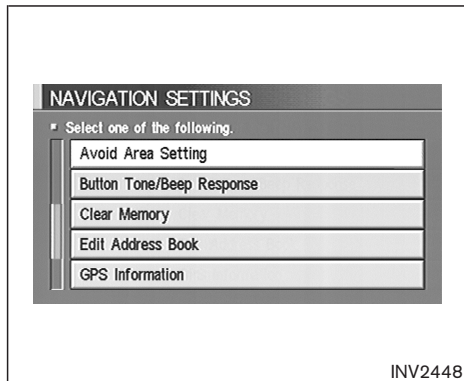 NAVIGATION SETTINGS
Select one of the following.
Avoid Area Setting
Button Tone/Beep Response
Clear Memory
Edit Address Book
GPS Information
INV2448